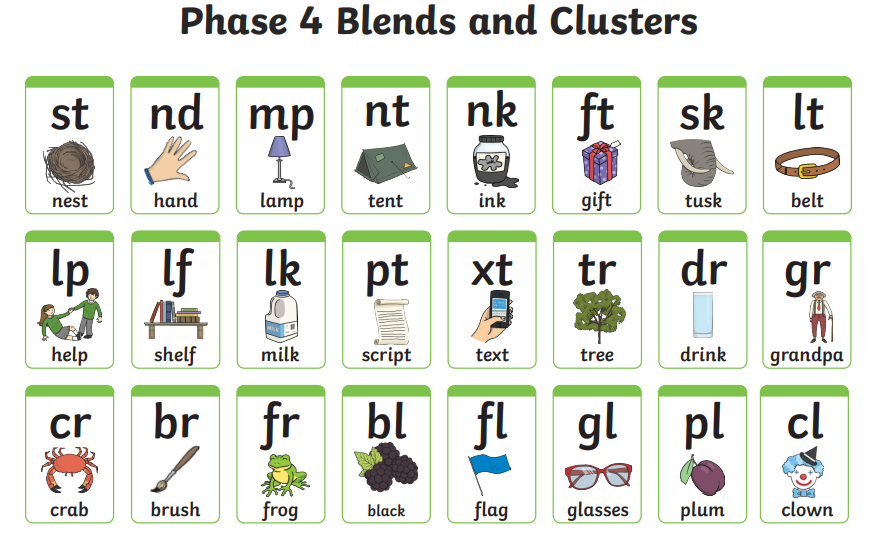 Phase 4 Blends and Clusters
st nd mp nt nk ft sk lt
nest hand lamp tent ink gift tusk belt
lp lf lk pt xt tr dr gr
MILK
help shelf milk script text tree drink grandpa
cr br fr bl fl gl pl cl
crab brush frog black flag glasses plum clown